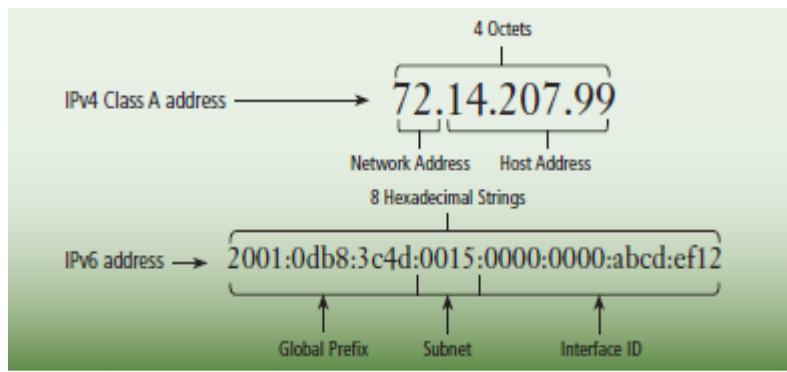 4 Octets
IPv4 Class A address
72.14.207.99
Network Address
Host Address
8 Hexadecimal Strings
IPv6 address
2001:0db8:3c4d:0015:0000:0000:abcd:ef12
Global Prefix
Subnet
Interface ID